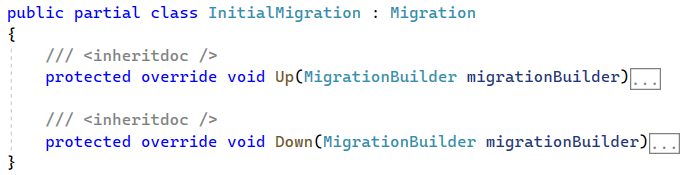 public partial class InitialMigration : Migration
{
/// <inheritdoc />
protected override void Up(MigrationBuilder migrationBuilder)...
/// <inheritdoc />
protected override void Down(MigrationBuilder migrationBuilder)...
}